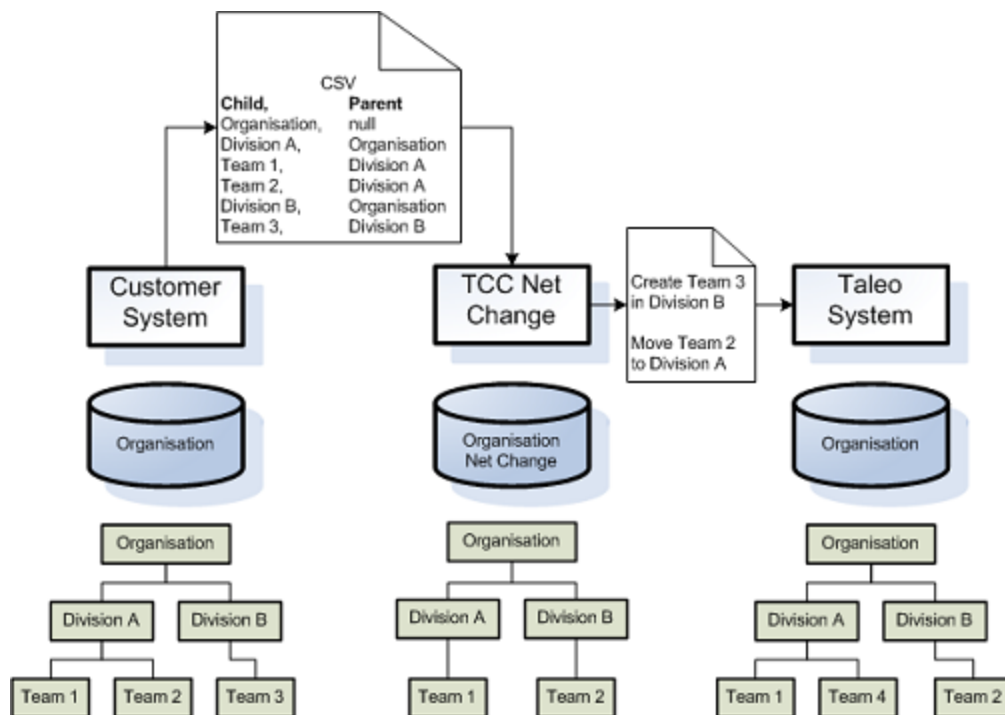 CSV
Child, Parent
Organisation, null
Division A, Organisation
Team 1, Division A
Team 2, Division A
Division B, Organisation
Team 3, Division B
Customer
System
TCC Net
Change
Create Team 3
in Division B
Move Team 2
to Division A
Taleo
System
Organisation
Organisation
Net Change
Organisation
Organisation
Division A
Division B
Team 1
Team 2
Team 3
Organisation
Division A
Division B
Team 1
Team 2
Organisation
Division A
Division B
Team 1
Team 4
Team 2